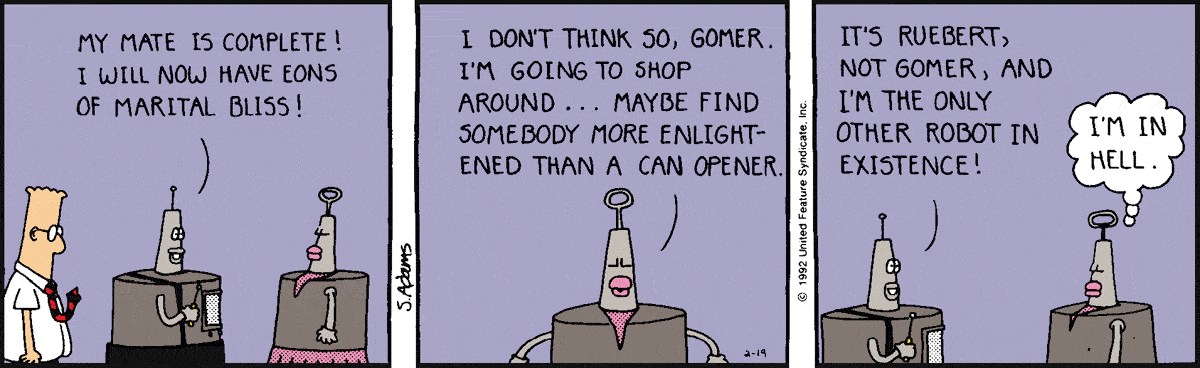 MY MATE IS COMPLETE!
I WILL NOW HAVE EONS
OF MARITAL BLISS!
S. Adams
I DON'T THINK SO, GOMER.
I'M GOING TO SHOP
AROUND... MAYBE FIND
SOMEBODY MORE ENLIGHT-
ENED THAN A CAN OPENER.
2-19
© 1992 United Feature Syndicate, Inc.
IT'S RUEBERT,
NOT GOMER, AND
I'M THE ONLY
OTHER ROBOT IN
EXISTENCE!
I'M IN
HELL.